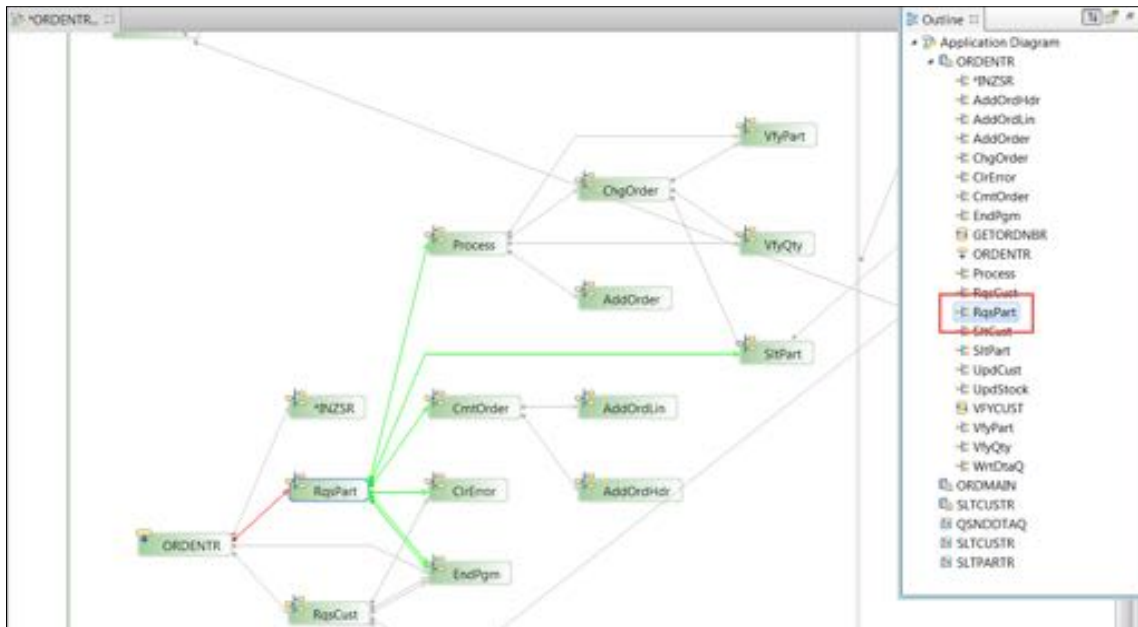 *ORDENTR...
VfyPart
ChgOrder
Process
VfyQty
AddOrder
SltPart
*INZSR
CmtOrder
AddOrdLin
RqsPart
ClrError
AddOrdHdr
ORDENTR
EndPgm
RqsCust
Outline
Application Diagram
ORDENTR
*INZSR
AddOrdHdr
AddOrdLin
AddOrder
ChgOrder
ClrError
CmtOrder
EndPgm
GETORDNBR
ORDENTR
Process
RqsCust
RqsPart
SltCust
SltPart
UpdCust
UpdStock
VFYCUST
VfyPart
VfyQty
WrtDtaQ
ORDMAIN
SLTCUSTR
QSNDDTAQ
SLTCUSTR
SLTPARTR